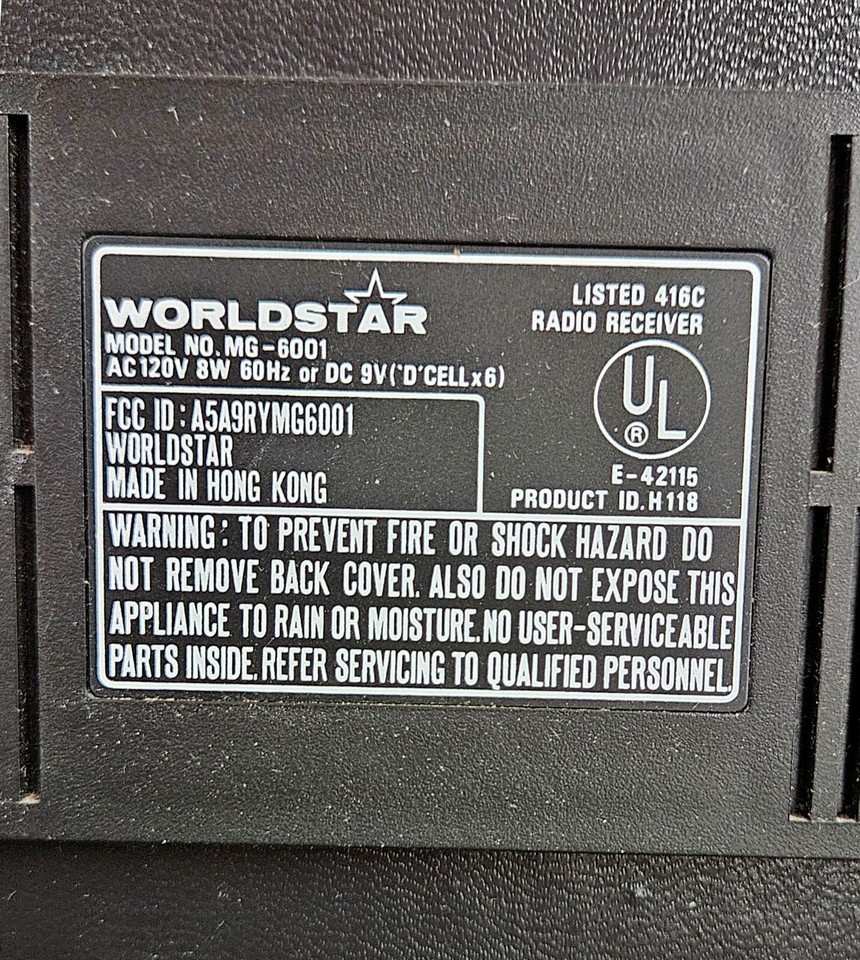 WORLDSTAR
MODEL NO. MG-6001
AC 120V 8W 60Hz or DC 9V ('D'CELLx6)
LISTED 416C
RADIO RECEIVER
UL
®
E-42115
PRODUCT ID. H118
FCC ID: A5A9RYMG6001
WORLDSTAR
MADE IN HONG KONG
WARNING: TO PREVENT FIRE OR SHOCK HAZARD DO
NOT REMOVE BACK COVER. ALSO DO NOT EXPOSE THIS
APPLIANCE TO RAIN OR MOISTURE. NO USER-SERVICEABLE
PARTS INSIDE. REFER SERVICING TO QUALIFIED PERSONNEL.